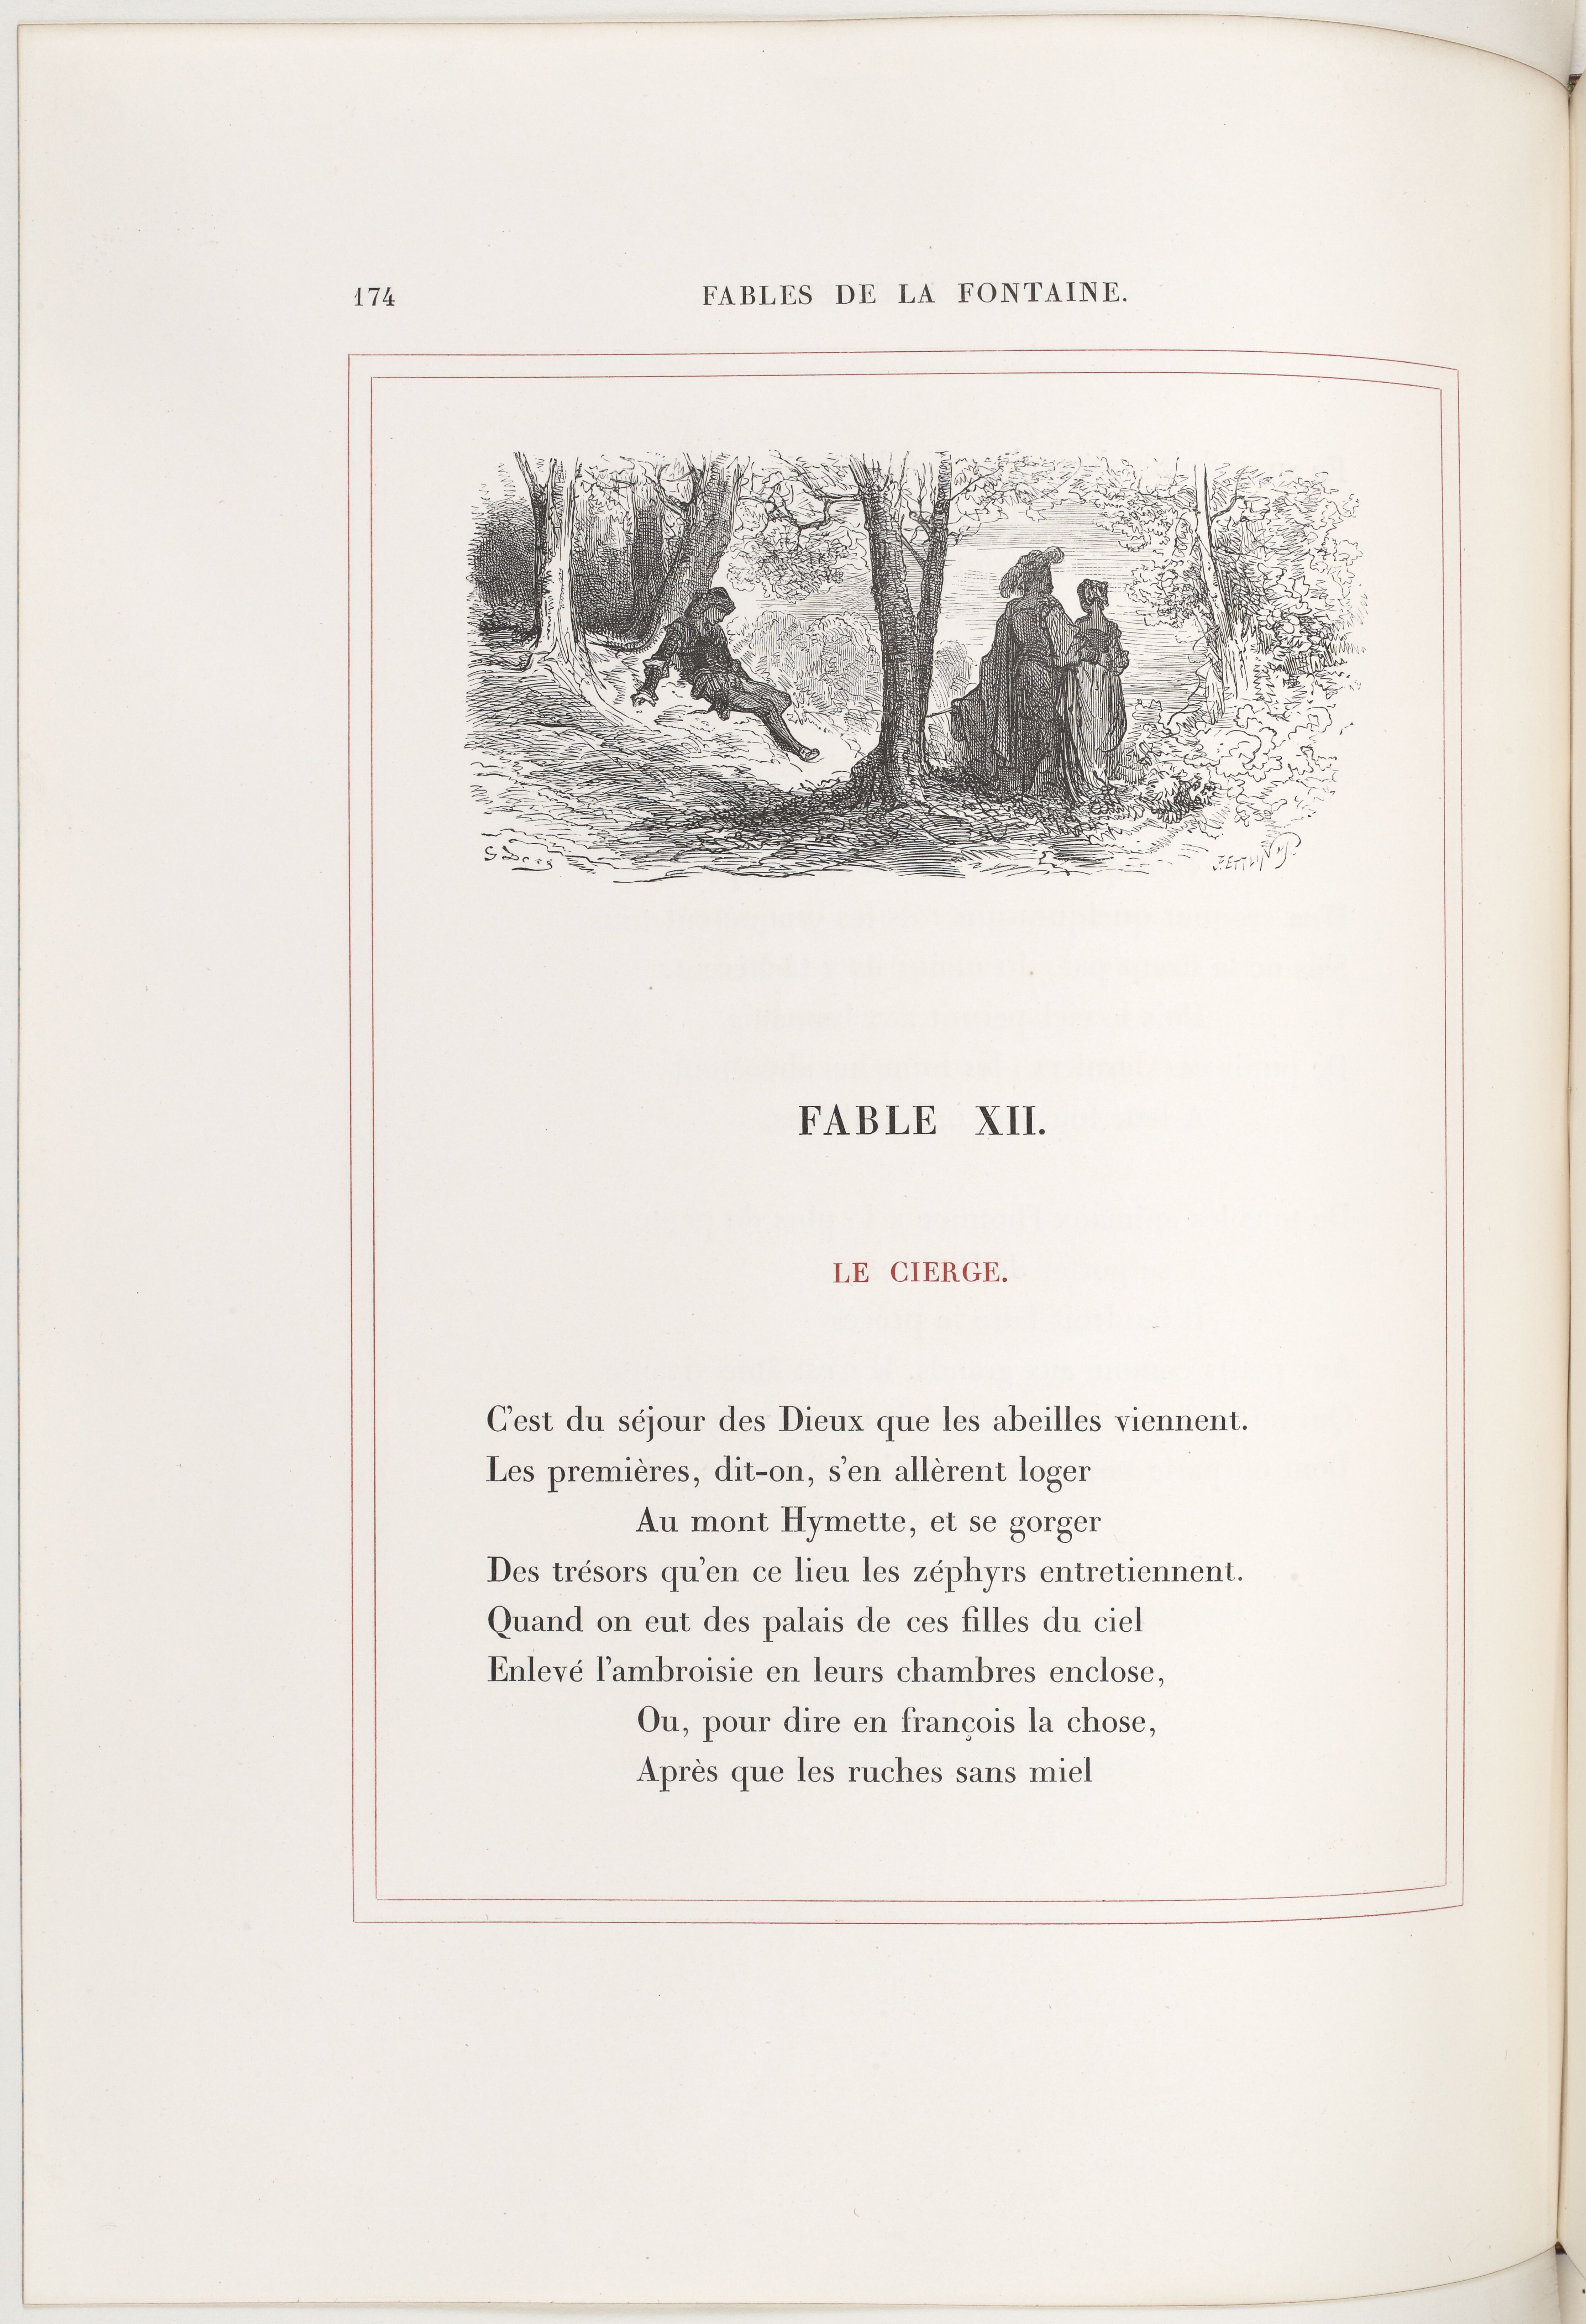 174
FABLES DE LA FONTAINE.
G Doré
FABLE XII.
LE CIERGE.
C'est du séjour des Dieux que les abeilles viennent.
Les premières, dit-on, s'en allèrent loger
Au mont Hymette, et se gorger
Des trésors qu'en ce lieu les zéphyrs entretiennent.
Quand on eut des palais de ces filles du ciel
Enlevé l'ambroisie en leurs chambres enclose,
Ou, pour dire en françois la chose,
Après que les ruches sans miel